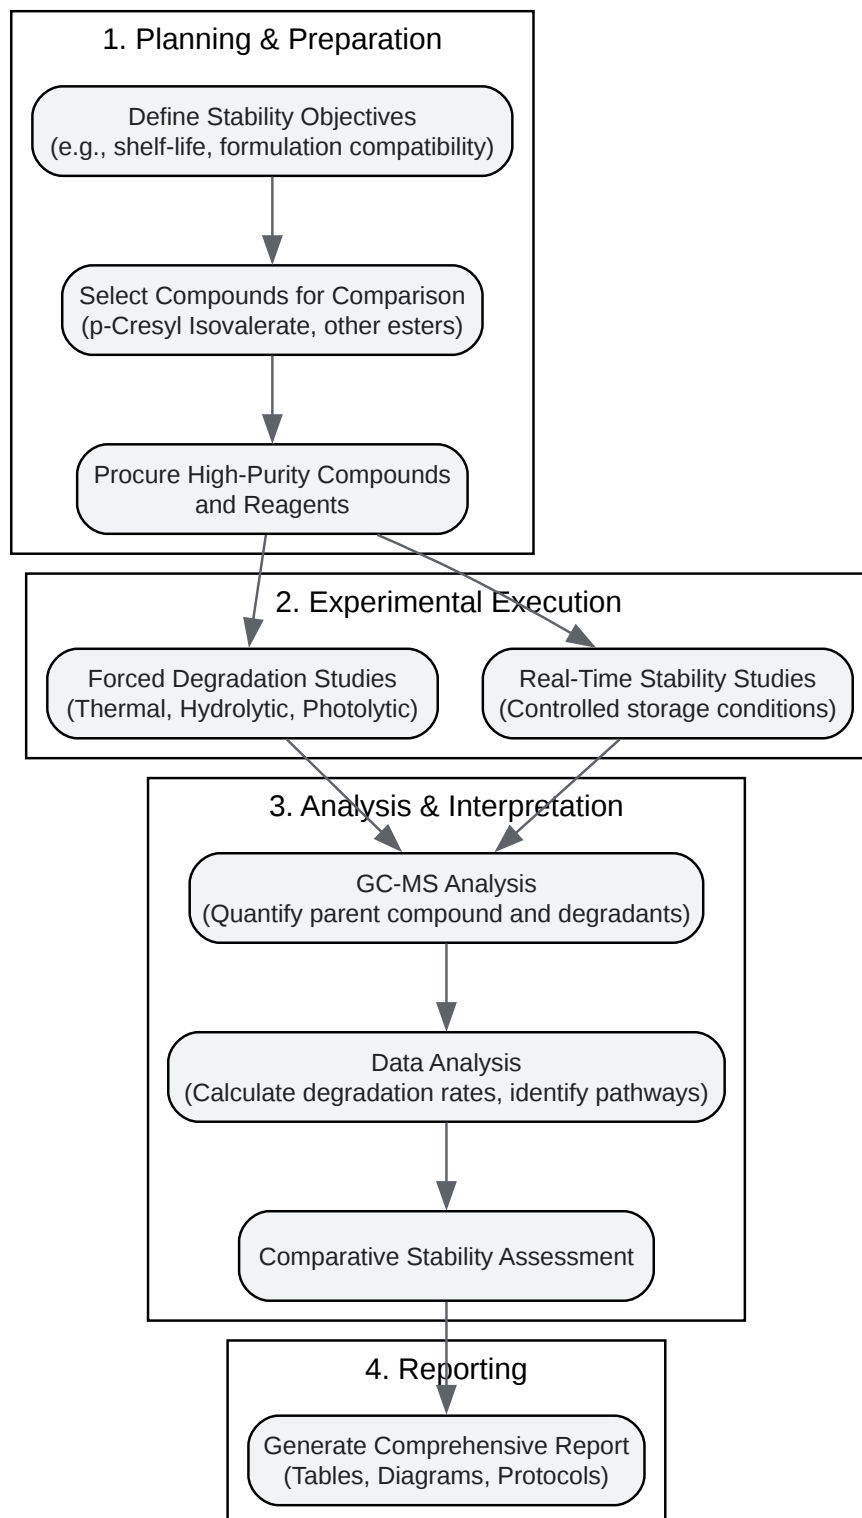 1. Planning & Preparation
Define Stability Objectives
(e.g., shelf-life, formulation compatibility)
Select Compounds for Comparison
(p-Cresyl Isovalerate, other esters)
Procure High-Purity Compounds
and Reagents
2. Experimental Execution
Forced Degradation Studies
(Thermal, Hydrolytic, Photolytic)
Real-Time Stability Studies
(Controlled storage conditions)
3. Analysis & Interpretation
GC-MS Analysis
(Quantify parent compound and degradants)
Data Analysis
(Calculate degradation rates, identify pathways)
Comparative Stability Assessment
4. Reporting
Generate Comprehensive Report
(Tables, Diagrams, Protocols)